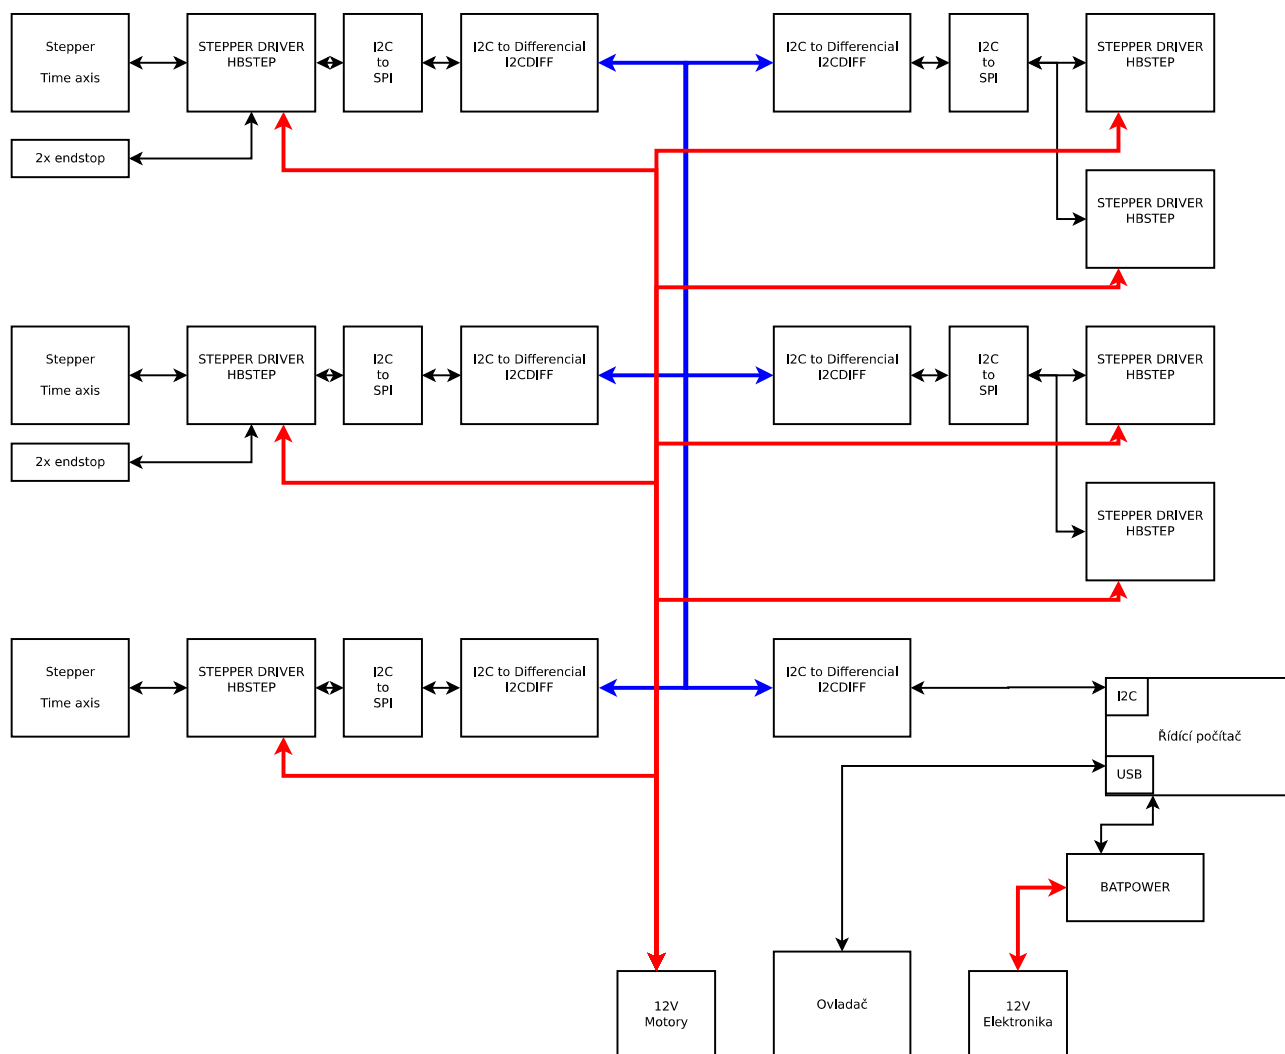 Stepper
Time axis
STEPPER DRIVER
HBSTEP
I2C
to
SPI
I2C to Differencial
I2CDIFF
I2C to Differencial
I2CDIFF
I2C
to
SPI
STEPPER DRIVER
HBSTEP
2x endstop
STEPPER DRIVER
HBSTEP
Stepper
Time axis
STEPPER DRIVER
HBSTEP
I2C
to
SPI
I2C to Differencial
I2CDIFF
I2C to Differencial
I2CDIFF
I2C
to
SPI
STEPPER DRIVER
HBSTEP
2x endstop
STEPPER DRIVER
HBSTEP
Stepper
Time axis
STEPPER DRIVER
HBSTEP
I2C
to
SPI
I2C to Differencial
I2CDIFF
I2C to Differencial
I2CDIFF
I2C
Řídící počítač
USB
BATPOWER
12V
Motory
Ovladač
12V
Elektronika